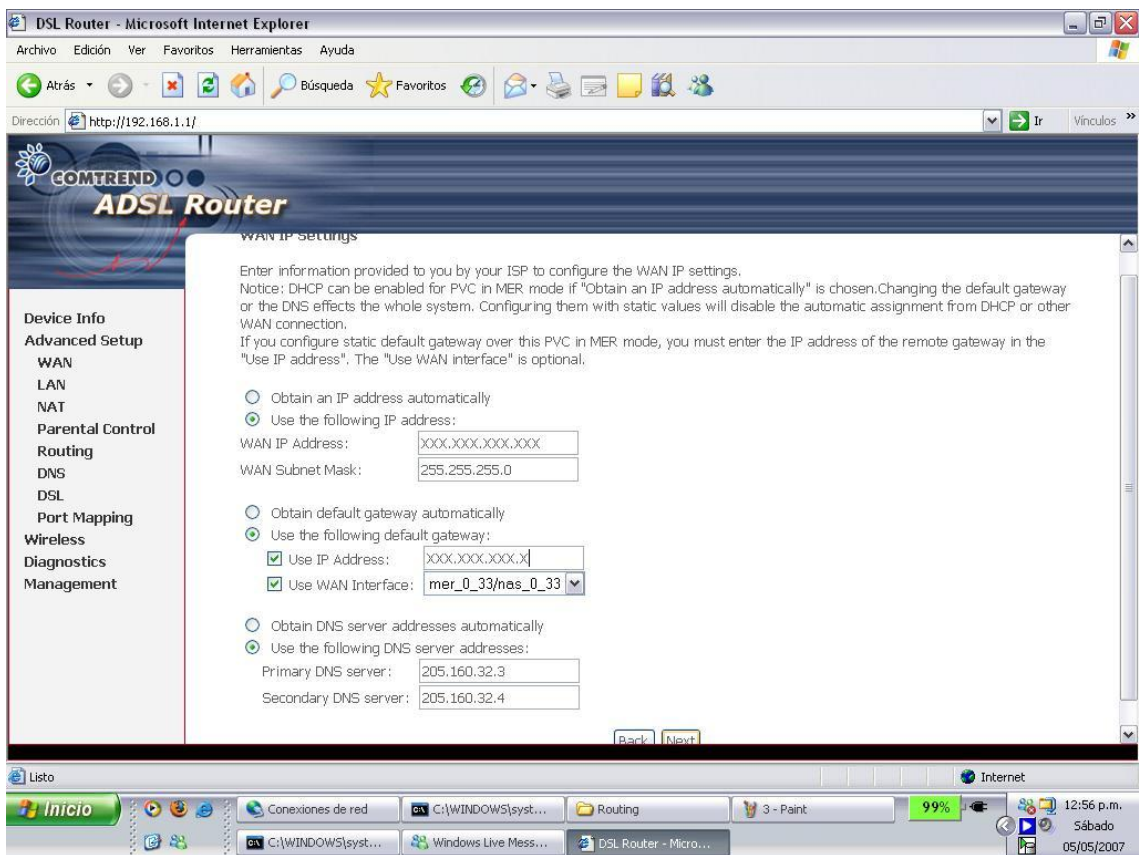 DSL Router - Microsoft Internet Explorer
Archivo Edición Ver Favoritos Herramientas Ayuda
Atrás Búsqueda Favoritos
Dirección http://192.168.1.1/ Ir Vínculos »
COMTREND
ADSL Router
WAN IP Settings
Enter information provided to you by your ISP to configure the WAN IP settings.
Notice: DHCP can be enabled for PVC in MER mode if "Obtain an IP address automatically" is chosen.Changing the default gateway
or the DNS effects the whole system. Configuring them with static values will disable the automatic assignment from DHCP or other
WAN connection.
If you configure static default gateway over this PVC in MER mode, you must enter the IP address of the remote gateway in the
"Use IP address". The "Use WAN interface" is optional.
Device Info
Advanced Setup
WAN
LAN
NAT
Parental Control
Routing
DNS
DSL
Port Mapping
Wireless
Diagnostics
Management
Obtain an IP address automatically
Use the following IP address:
WAN IP Address: XXX.XXX.XXX.XXX
WAN Subnet Mask: 255.255.255.0
Obtain default gateway automatically
Use the following default gateway:
Use IP Address: XXX.XXX.XXX.X
Use WAN Interface: mer_0_33/nas_0_33
Obtain DNS server addresses automatically
Use the following DNS server addresses:
Primary DNS server: 205.160.32.3
Secondary DNS server: 205.160.32.4
Back Next
Listo Internet
Inicio Conexiones de red C:\WINDOWS\syst... Routing 3 - Paint 99% 12:56 p.m.
Sábado
C:\WINDOWS\syst... Windows Live Mess... DSL Router - Micro... 05/05/2007